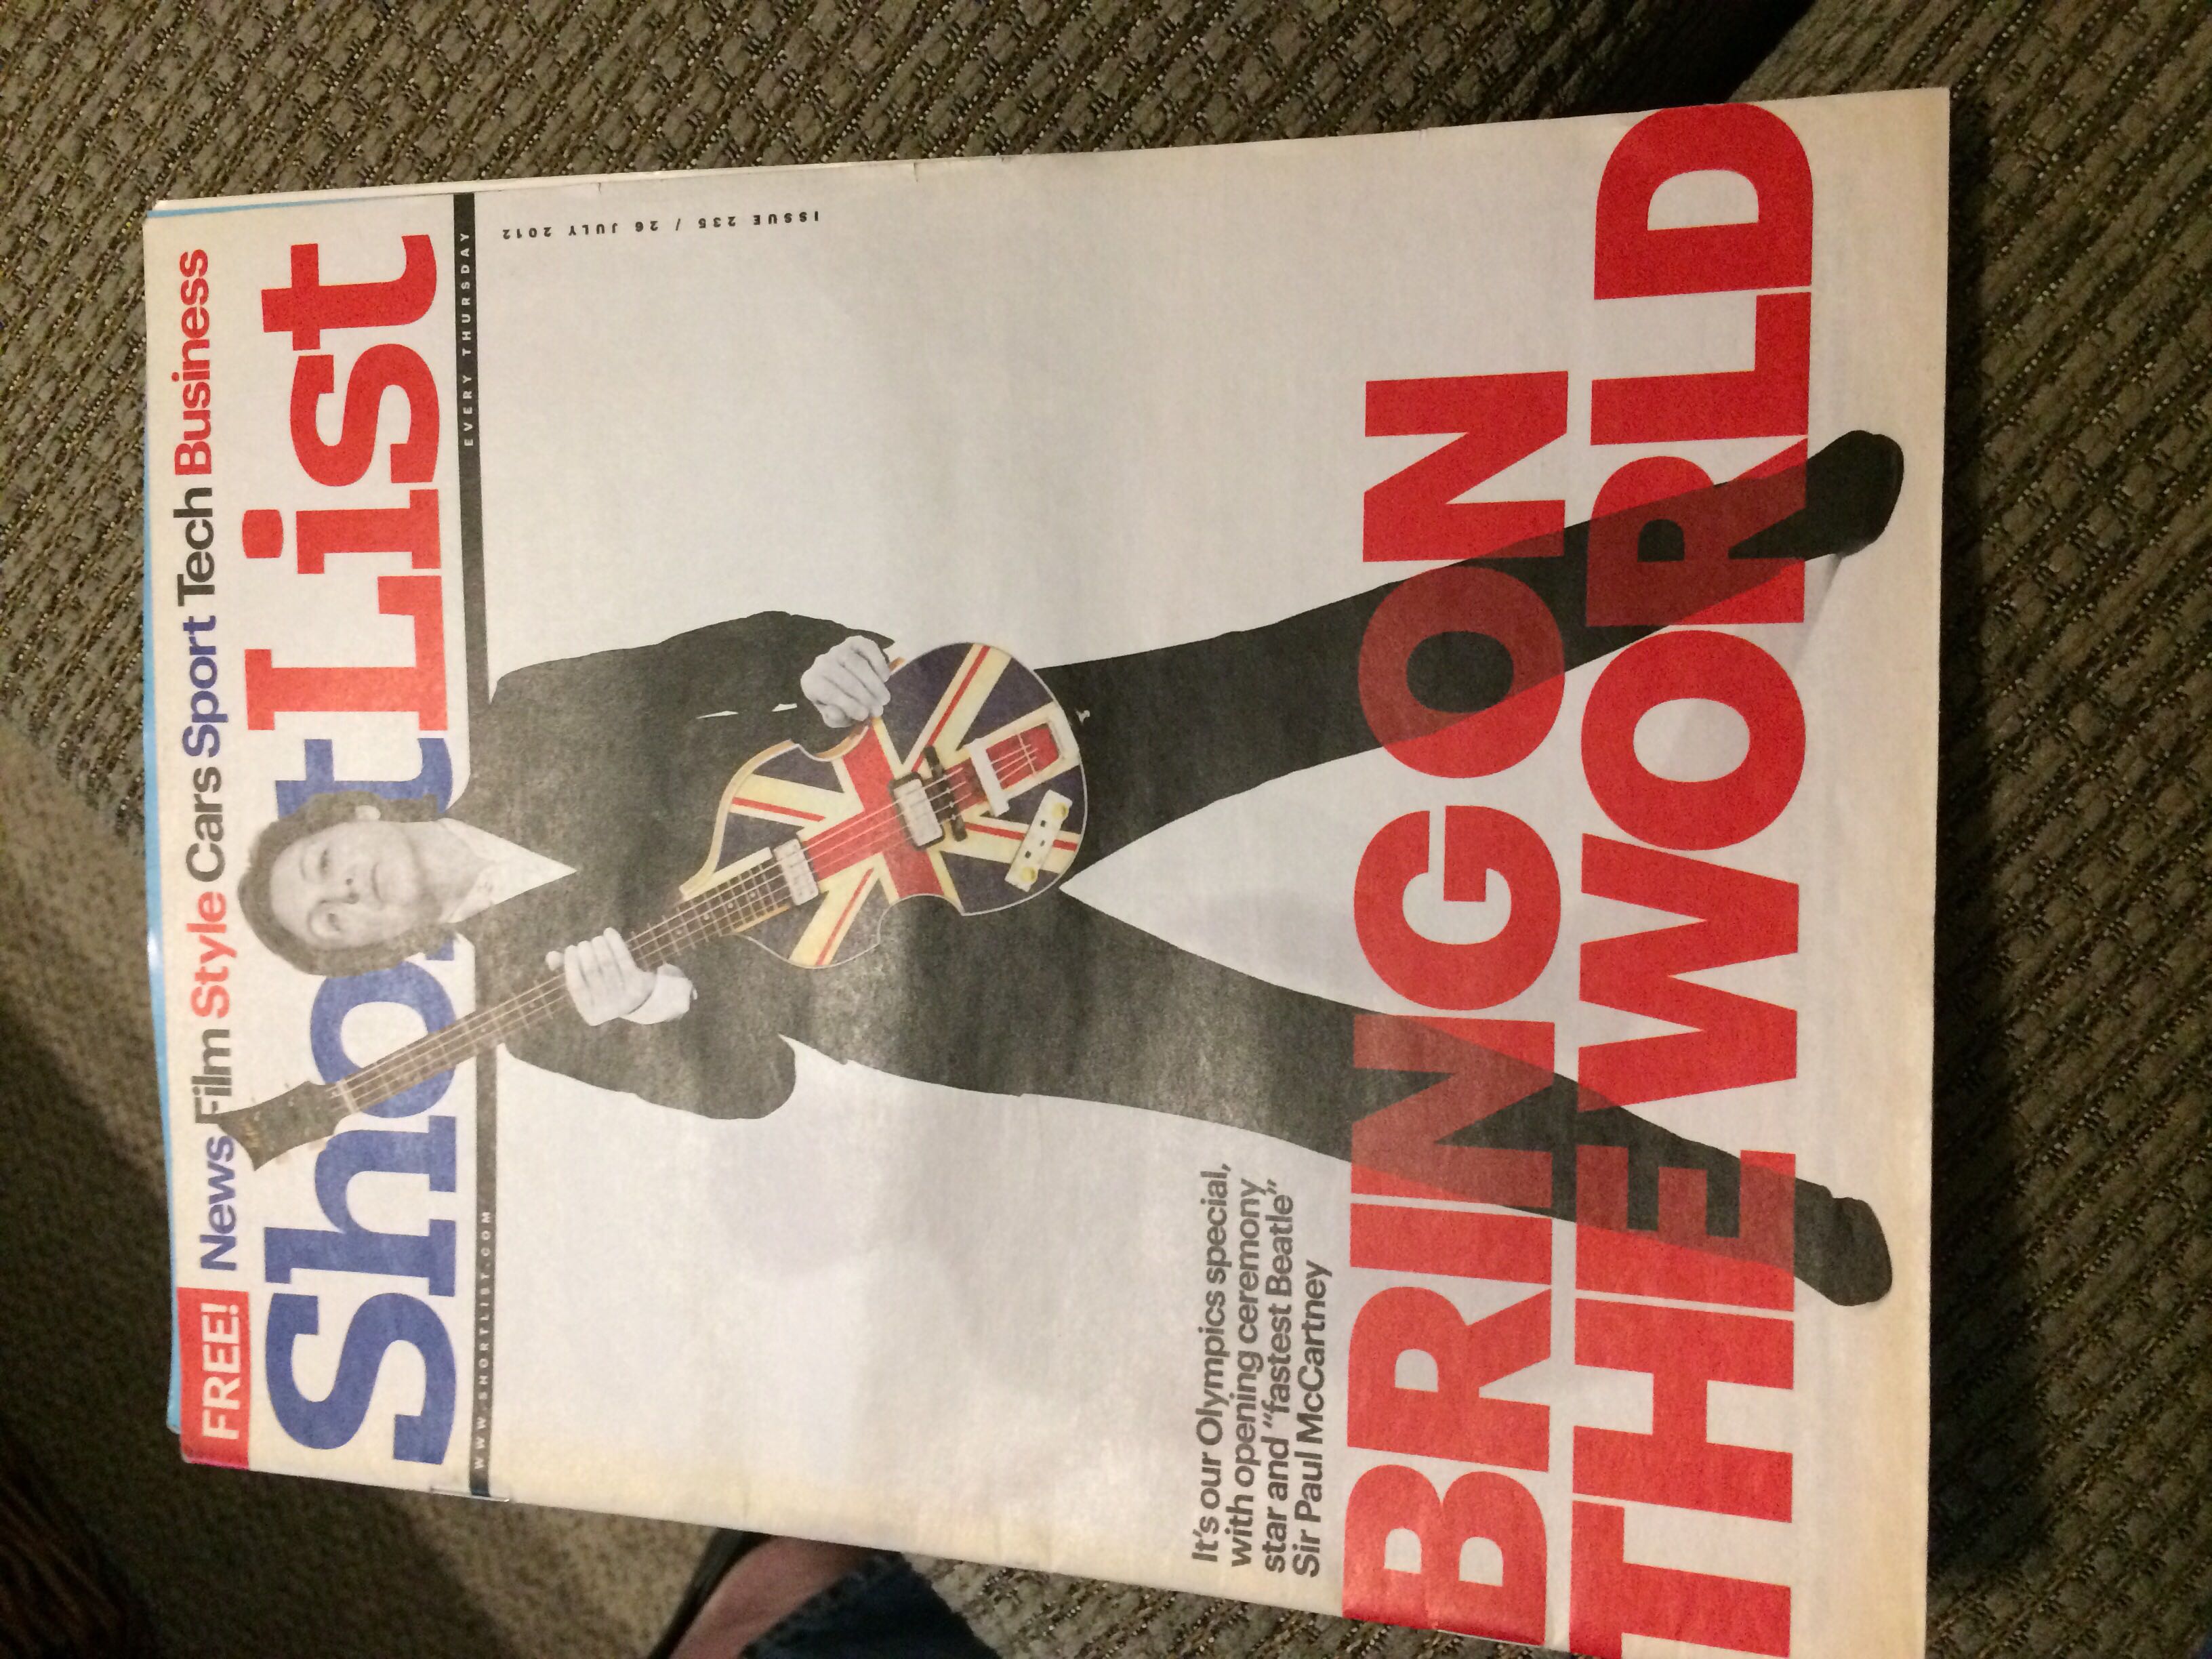 FREE! News Film Style Cars Sport Tech Business
ShortList
WWW.SHORTLIST.COM EVERY THURSDAY
ISSUE 235 / 26 JULY 2012
It's our Olympics special,
with opening ceremony
star and "fastest Beatle"
Sir Paul McCartney
BRING ON
THE WORLD